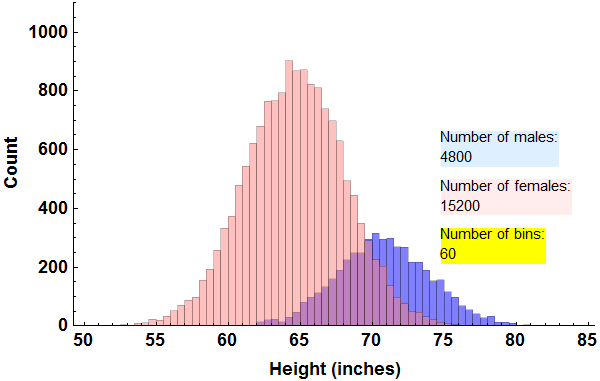 1000
800
600
400
200
0
Count
Number of males:
4800
Number of females:
15200
Number of bins:
60
50 55 60 65 70 75 80 85
Height (inches)